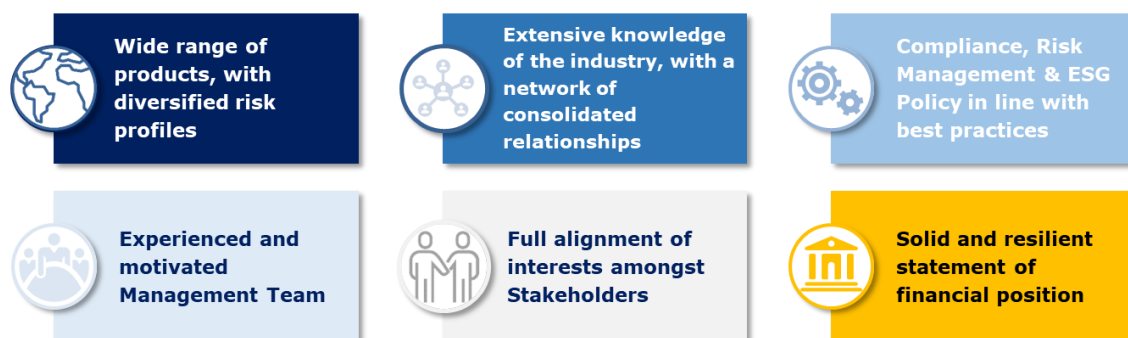 Wide range of
products, with
diversified risk
profiles
Extensive knowledge
of the industry, with a
network of
consolidated
relationships
Compliance, Risk
Management & ESG
Policy in line with
best practices
Experienced and
motivated
Management Team
Full alignment of
interests amongst
Stakeholders
Solid and resilient
statement of
financial position